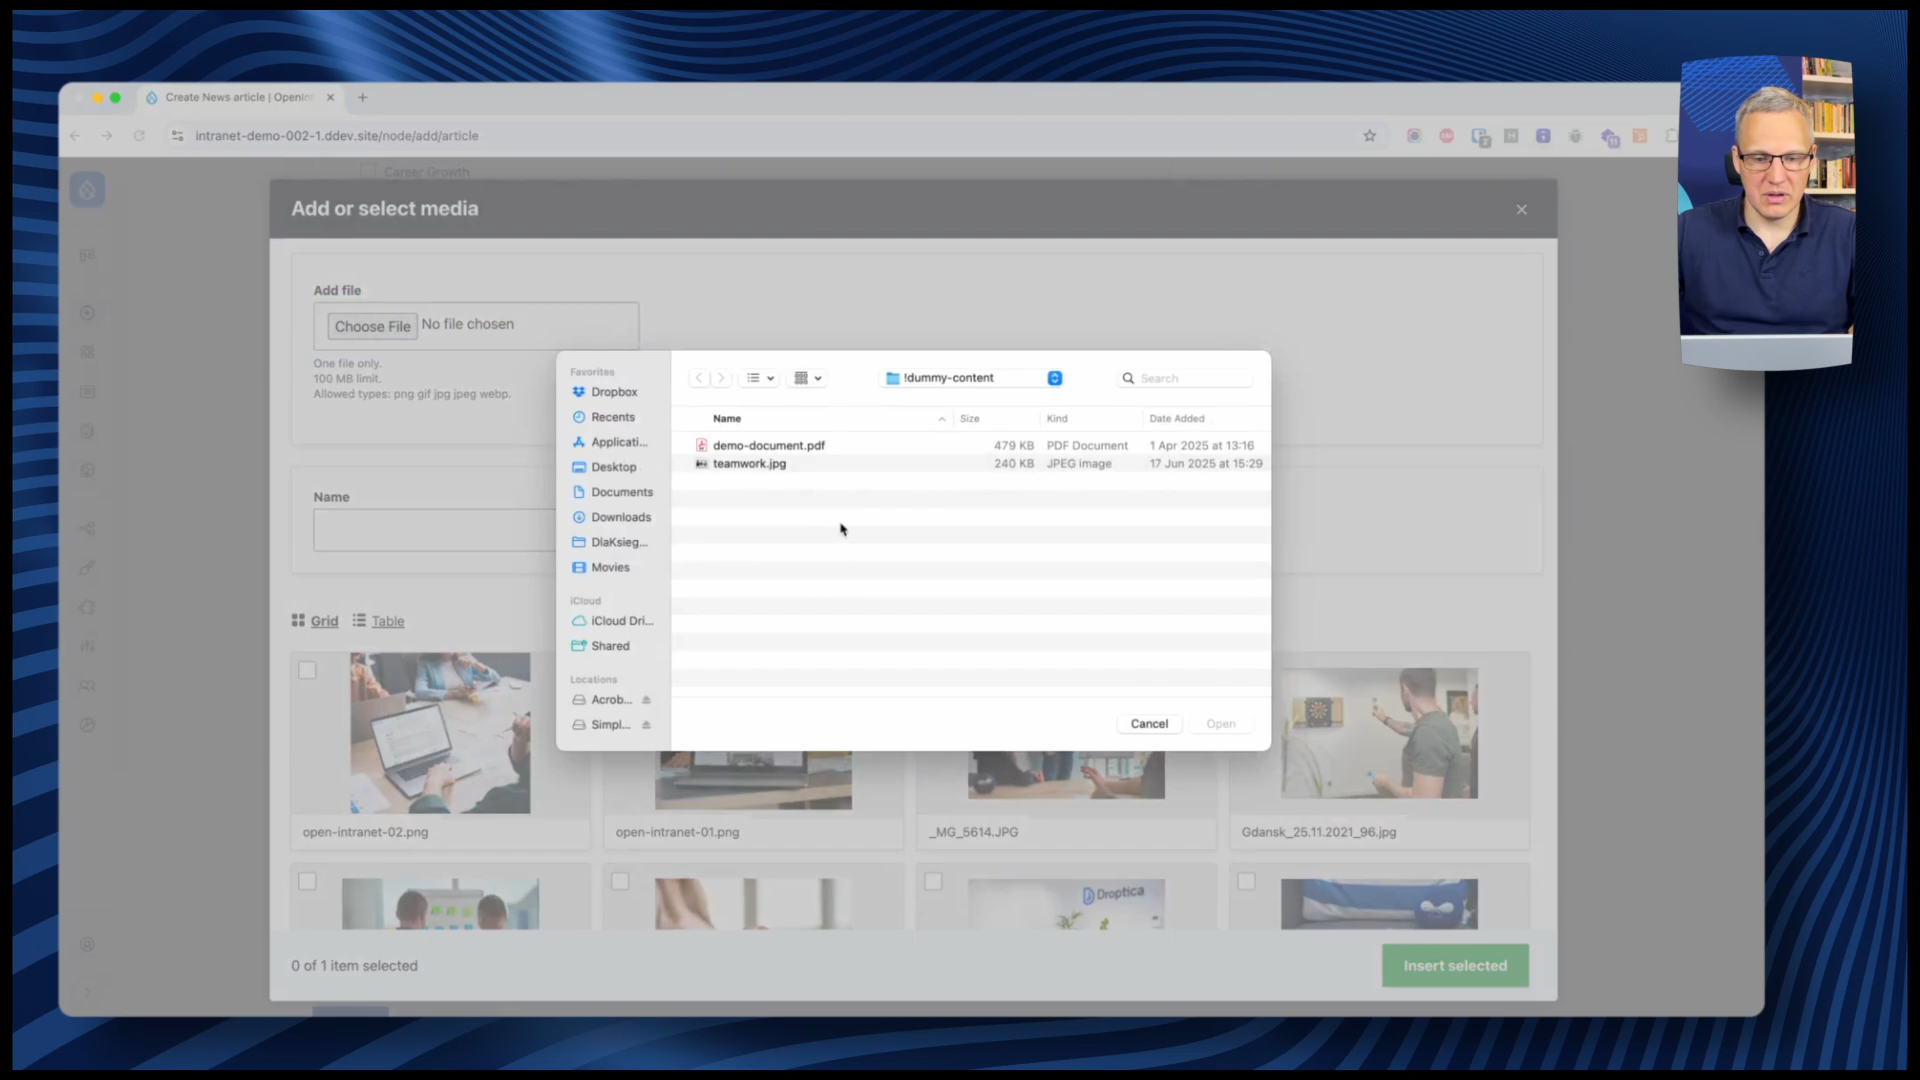 Create News article | OpenIn
intranet-demo-002-1.ddev.site/node/add/article
Career Growth
Add or select media
Add file
Choose File No file chosen
One file only.
100 MB limit.
Allowed types: png gif jpg jpeg webp.
Name
Grid
Table
Favorites
Dropbox
Recents
Applicati...
Desktop
Documents
Downloads
DlaKsieg...
Movies
iCloud
iCloud Dri...
Shared
Locations
Acrob...
Simpl...
!dummy-content
Search
Name Size Kind Date Added
demo-document.pdf 479 KB PDF Document 1 Apr 2025 at 13:16
teamwork.jpg 240 KB JPEG image 17 Jun 2025 at 15:29
Cancel
Open
open-intranet-02.png
open-intranet-01.png
_MG_5614.JPG
Gdansk_25.11.2021_96.jpg
Droptica
0 of 1 item selected
Insert selected